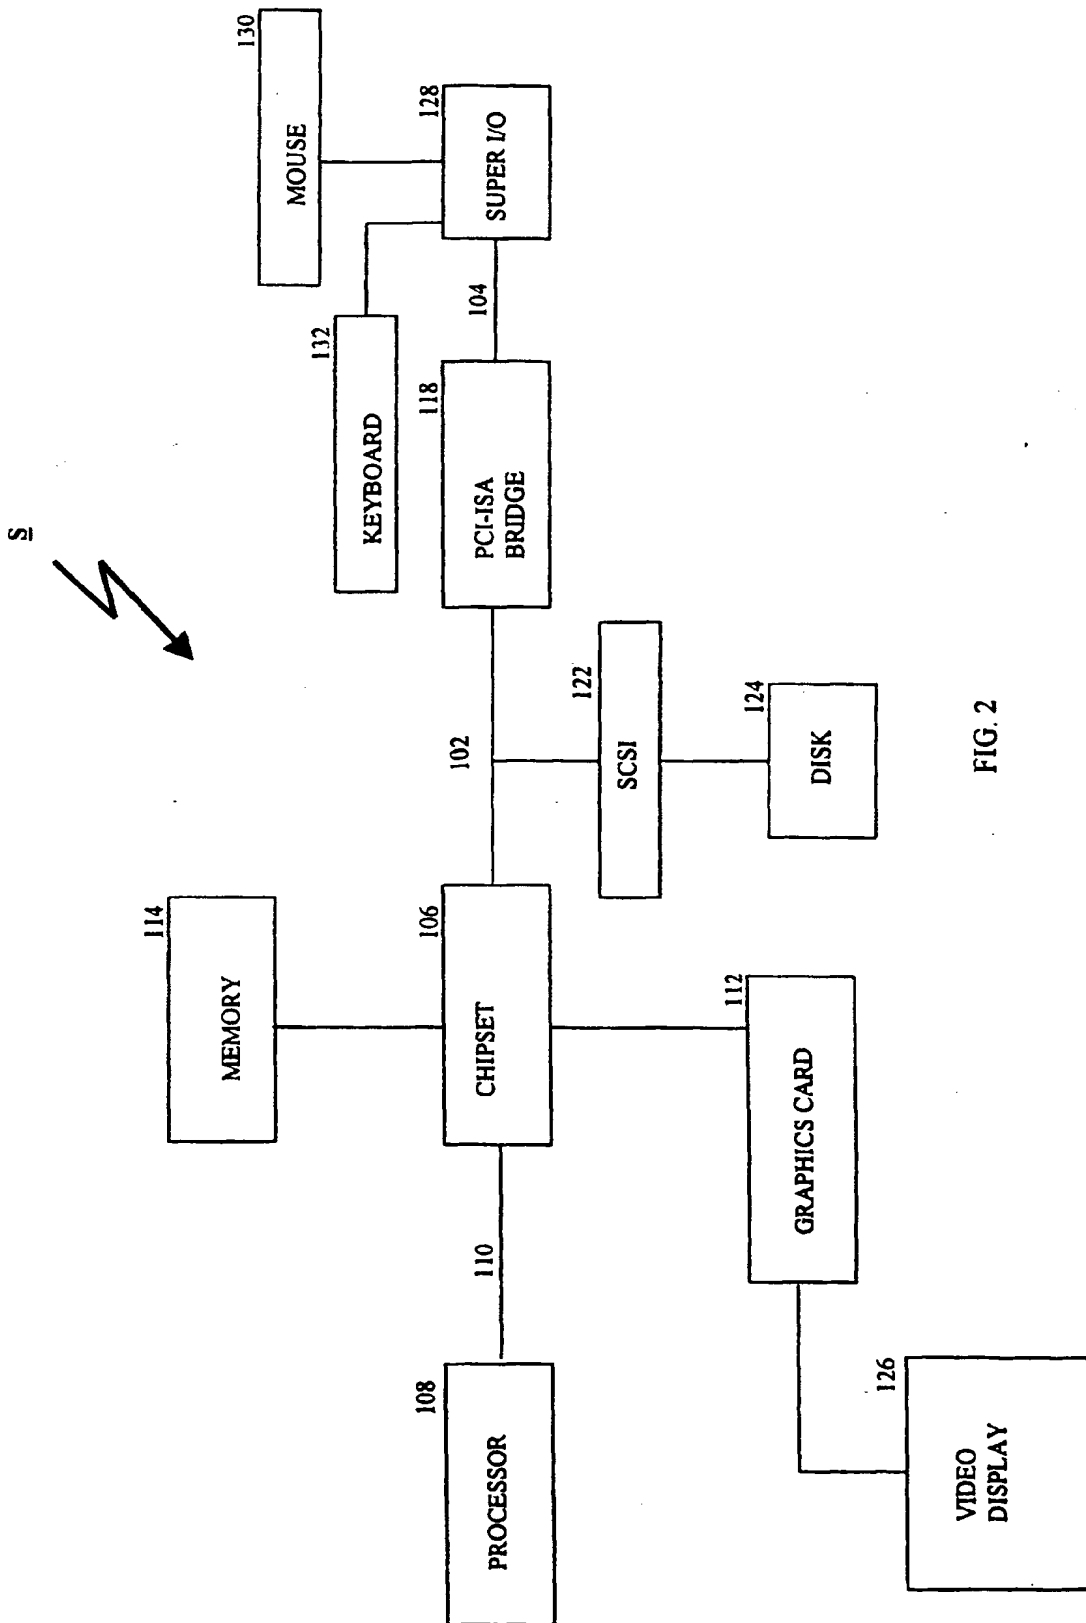 S
130
MOUSE
128
SUPER I/O
132
KEYBOARD
104
118
PCI-ISA
BRIDGE
102
122
SCSI
124
DISK
114
MEMORY
106
CHIPSET
112
GRAPHICS CARD
110
108
PROCESSOR
126
VIDEO
DISPLAY
FIG. 2